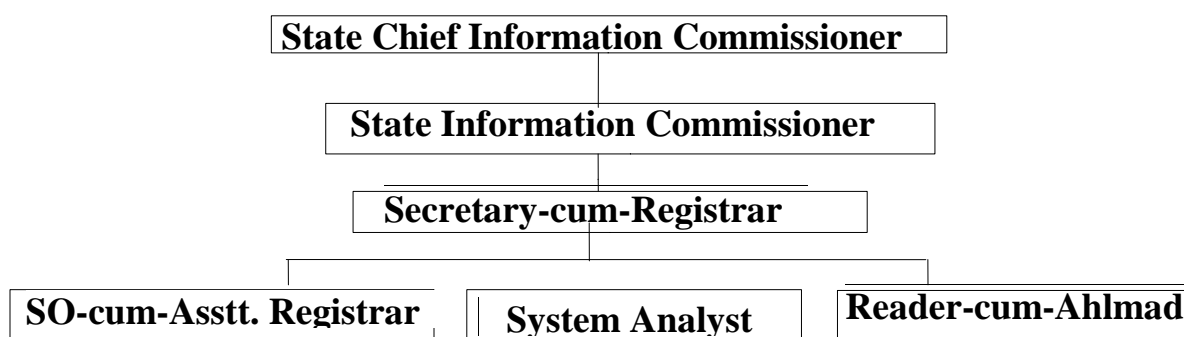 State Chief Information Commissioner
State Information Commissioner
Secretary-cum-Registrar
SO-cum-Asstt. Registrar
System Analyst
Reader-cum-Ahlmad